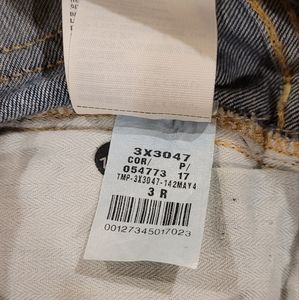 3X3047
COR/ P/
054773 17
TMP-3X3047-142MAY4
3 R
00127345017023